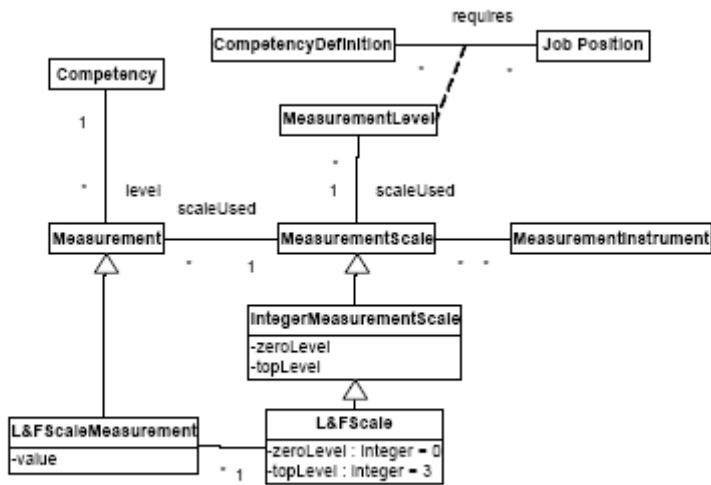 requires
CompetencyDefinition
Job Position
* *
Competency
1
MeasurementLevel
*
*
level
1
scaleUsed
scaleUsed
Measurement
MeasurementScale
MeasurementInstrument
* 1
* *
IntegerMeasurementScale
-zeroLevel
-topLevel
L&FScaleMeasurement
-value
L&FScale
-zeroLevel : Integer = 0
-topLevel : Integer = 3
* 1